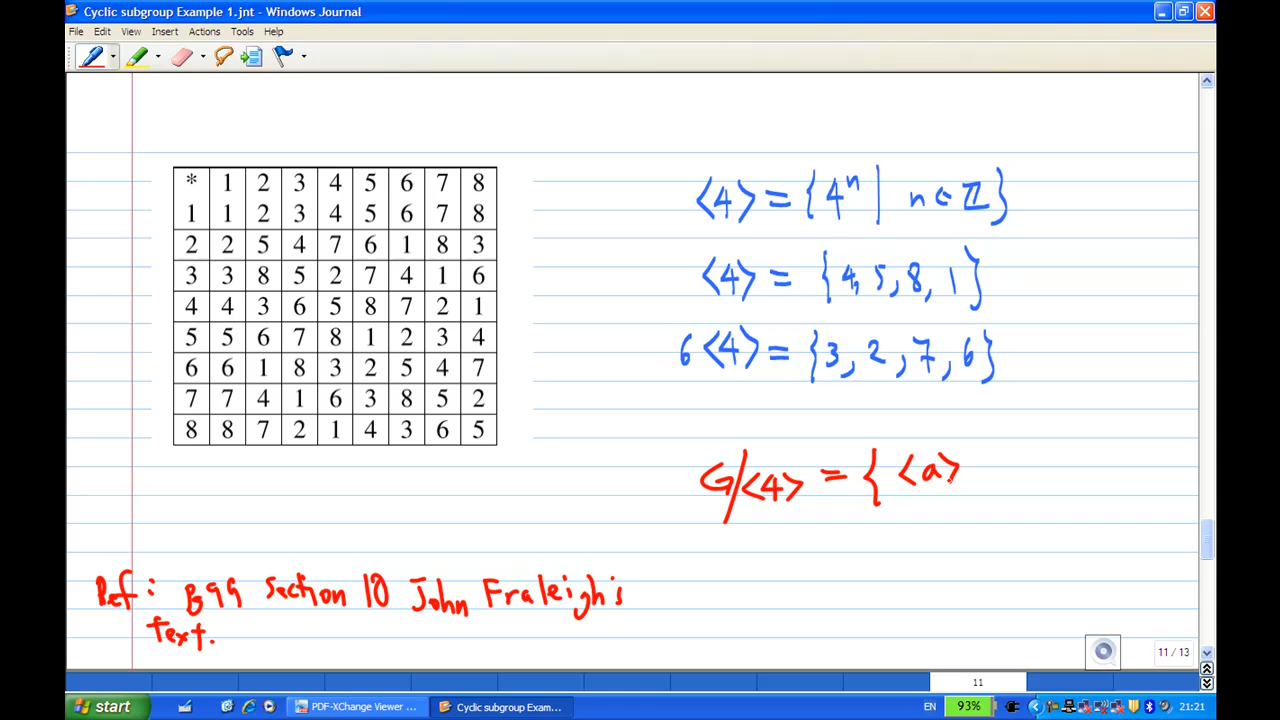 Cyclic subgroup Example 1.jnt - Windows Journal
File Edit View Insert Actions Tools Help
* 1 2 3 4 5 6 7 8
1 1 2 3 4 5 6 7 8
2 2 5 4 7 6 1 8 3
3 3 8 5 2 7 4 1 6
4 4 3 6 5 8 7 2 1
5 5 6 7 8 1 2 3 4
6 6 1 8 3 2 5 4 7
7 7 4 1 6 3 8 5 2
8 8 7 2 1 4 3 6 5
<4> = {4ⁿ | n ∈ ℤ}
<4> = {4, 5, 8, 1}
6<4> = {3, 2, 7, 6}
G/<4> = { <a>
Ref: B99 Section 10 John Fraleigh's
Text.
11 / 13
11
start PDF-XChange Viewer ... Cyclic subgroup Exam... EN 93% 21:21